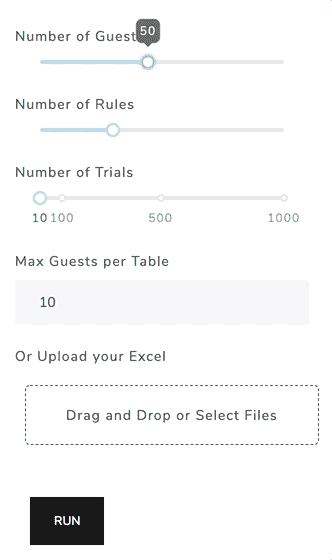 Number of Guest
50
Number of Rules
Number of Trials
10 100 500 1000
Max Guests per Table
10
Or Upload your Excel
Drag and Drop or Select Files
RUN